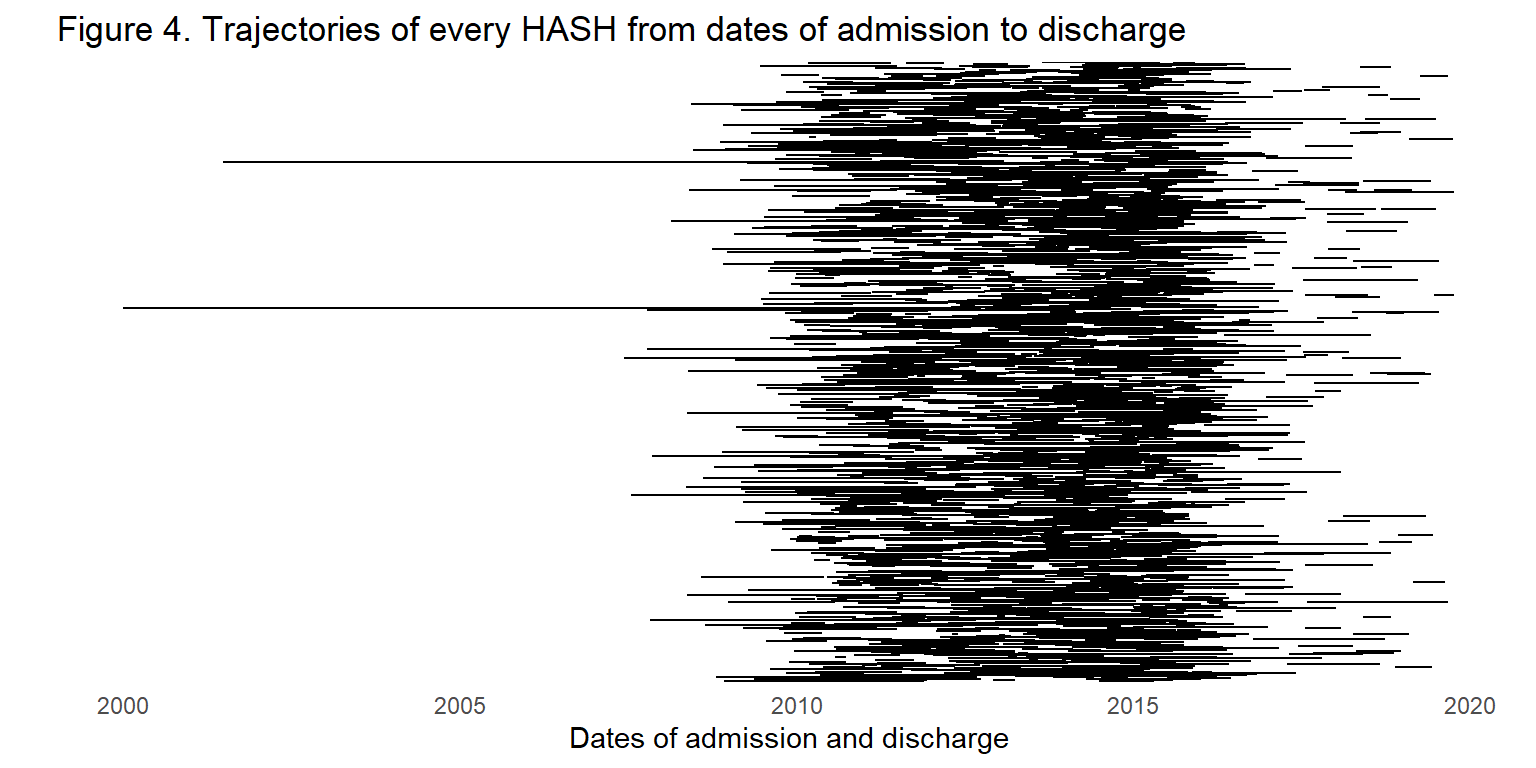 Figure 4. Trajectories of every HASH from dates of admission to discharge
2000 2005 2010 2015 2020
Dates of admission and discharge